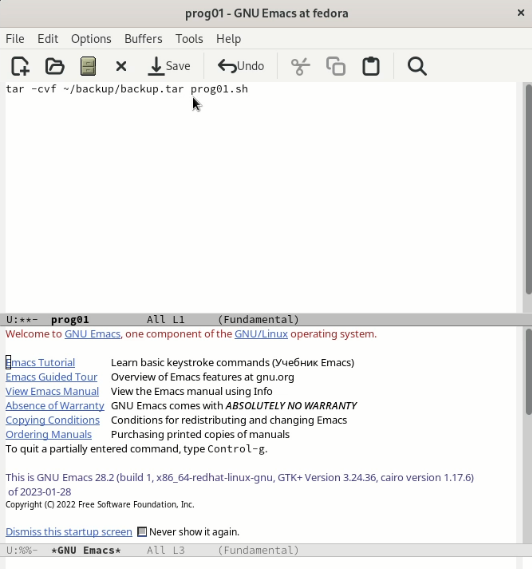 prog01 - GNU Emacs at fedora
File Edit Options Buffers Tools Help
Save Undo
tar -cvf ~/backup/backup.tar prog01.sh
U:**-  prog01        All L1     (Fundamental)
Welcome to GNU Emacs, one component of the GNU/Linux operating system.
Emacs Tutorial Learn basic keystroke commands (Учебник Emacs)
Emacs Guided Tour Overview of Emacs features at gnu.org
View Emacs Manual View the Emacs manual using Info
Absence of Warranty GNU Emacs comes with ABSOLUTELY NO WARRANTY
Copying Conditions Conditions for redistributing and changing Emacs
Ordering Manuals Purchasing printed copies of manuals
To quit a partially entered command, type Control-g.
This is GNU Emacs 28.2 (build 1, x86_64-redhat-linux-gnu, GTK+ Version 3.24.36, cairo version 1.17.6)
of 2023-01-28
Copyright (C) 2022 Free Software Foundation, Inc.
Dismiss this startup screen Never show it again.
U:%%-  *GNU Emacs*   All L3     (Fundamental)